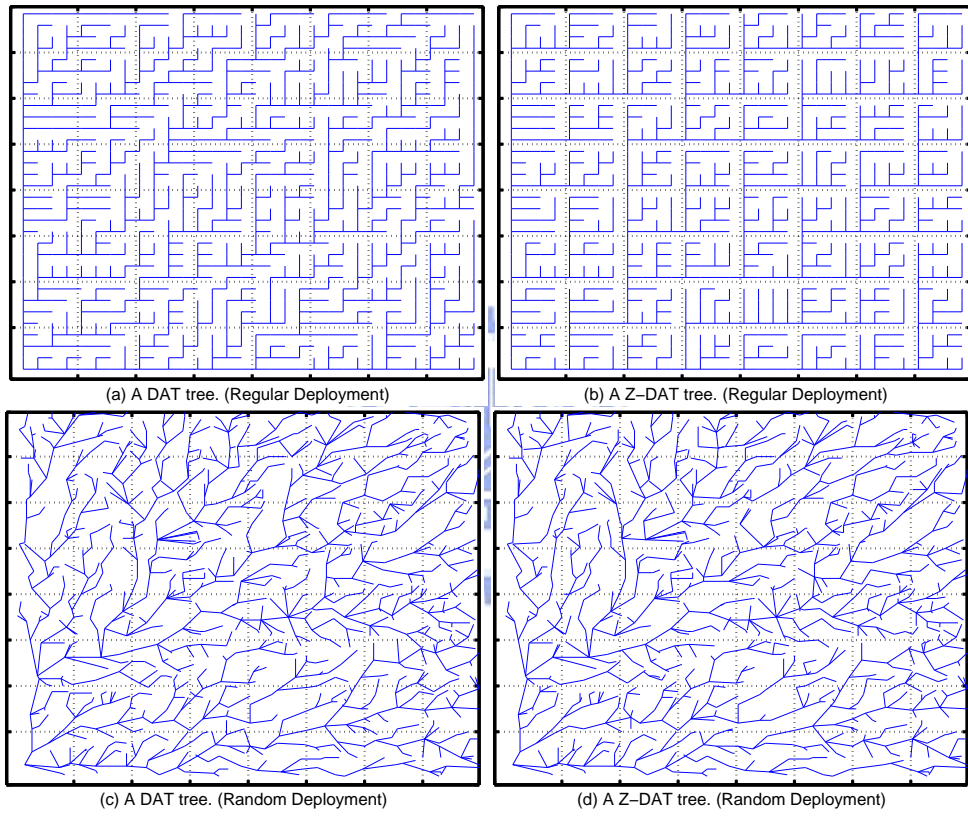 (a) A DAT tree. (Regular Deployment)
(b) A Z−DAT tree. (Regular Deployment)
(c) A DAT tree. (Random Deployment)
(d) A Z−DAT tree. (Random Deployment)